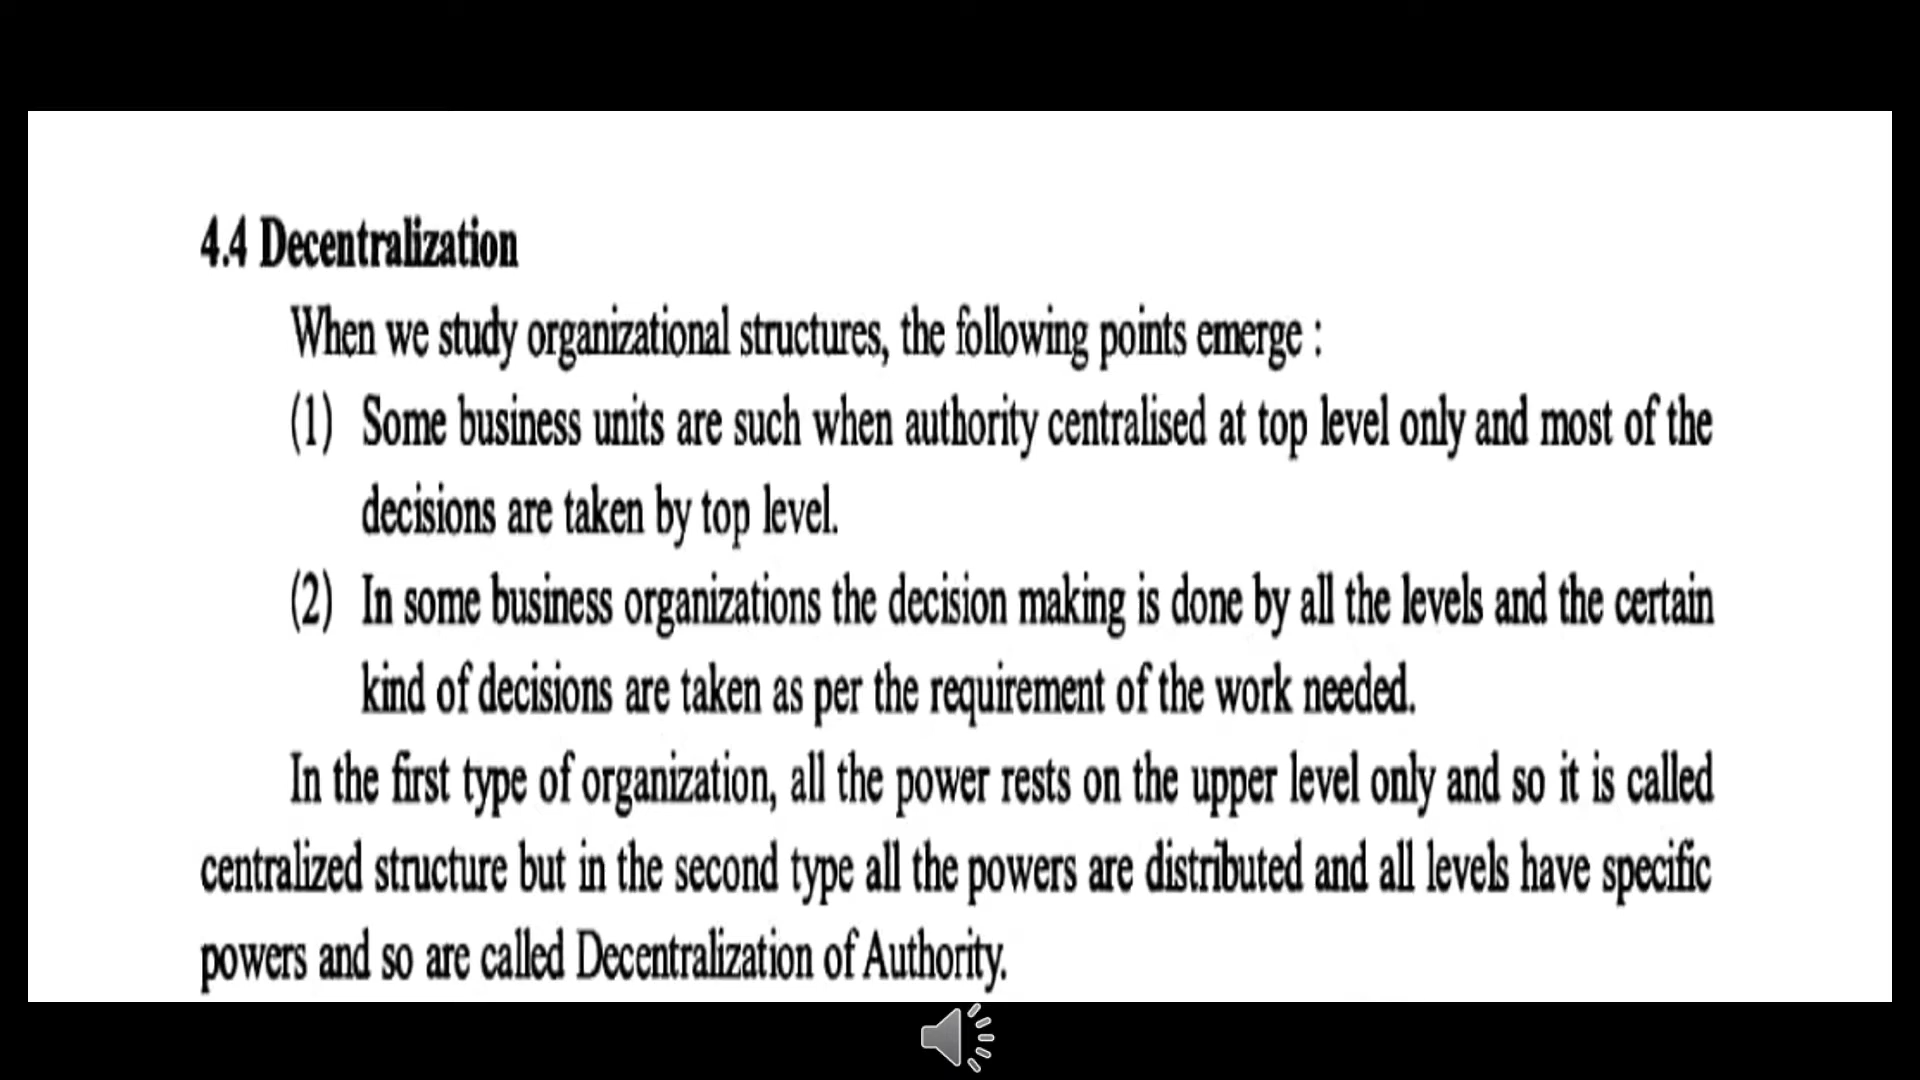 4.4 Decentralization
When we study organizational structures, the following points emerge :
(1) Some business units are such when authority centralised at top level only and most of the
decisions are taken by top level.
(2) In some business organizations the decision making is done by all the levels and the certain
kind of decisions are taken as per the requirement of the work needed.
In the first type of organization, all the power rests on the upper level only and so it is called
centralized structure but in the second type all the powers are distributed and all levels have specific
powers and so are called Decentralization of Authority.